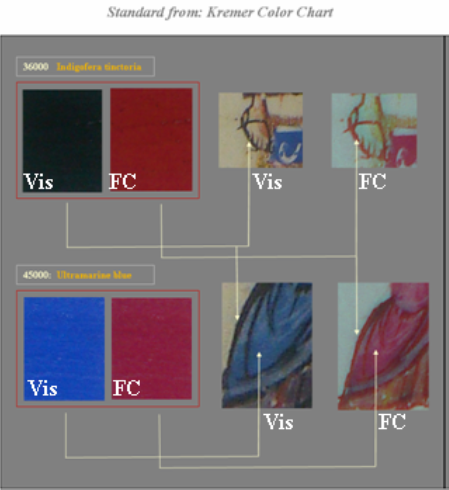 Standard from: Kremer Color Chart
36000 Indigofera tinctoria
Vis FC Vis FC
45000: Ultramarine blue
Vis FC Vis FC